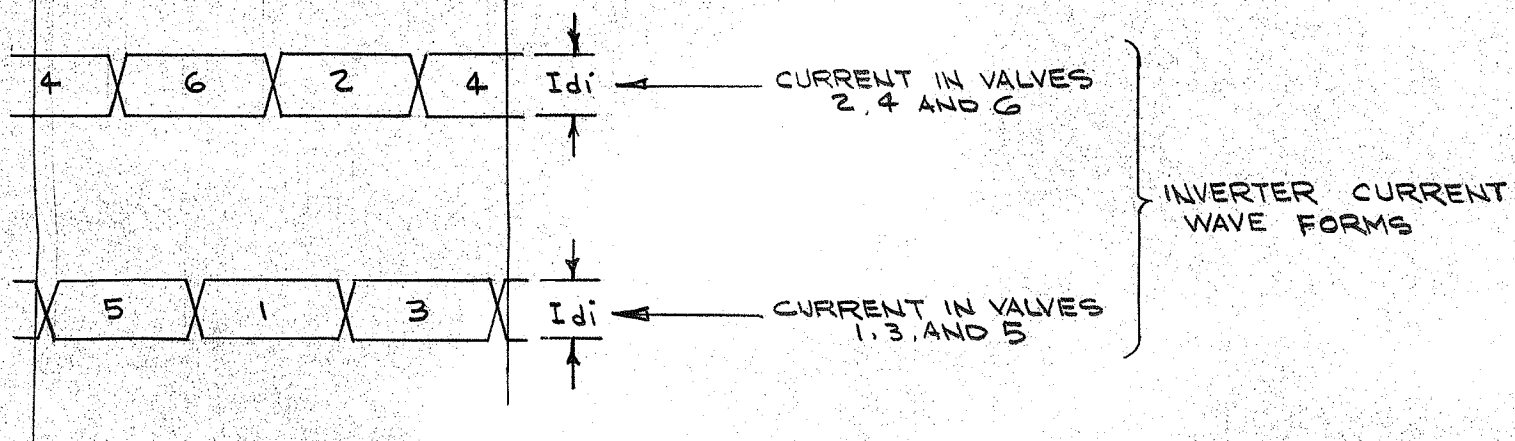 4 6 2 4 Idi CURRENT IN VALVES
2, 4 AND 6
INVERTER CURRENT
WAVE FORMS
5 1 3 Idi CURRENT IN VALVES
1, 3, AND 5